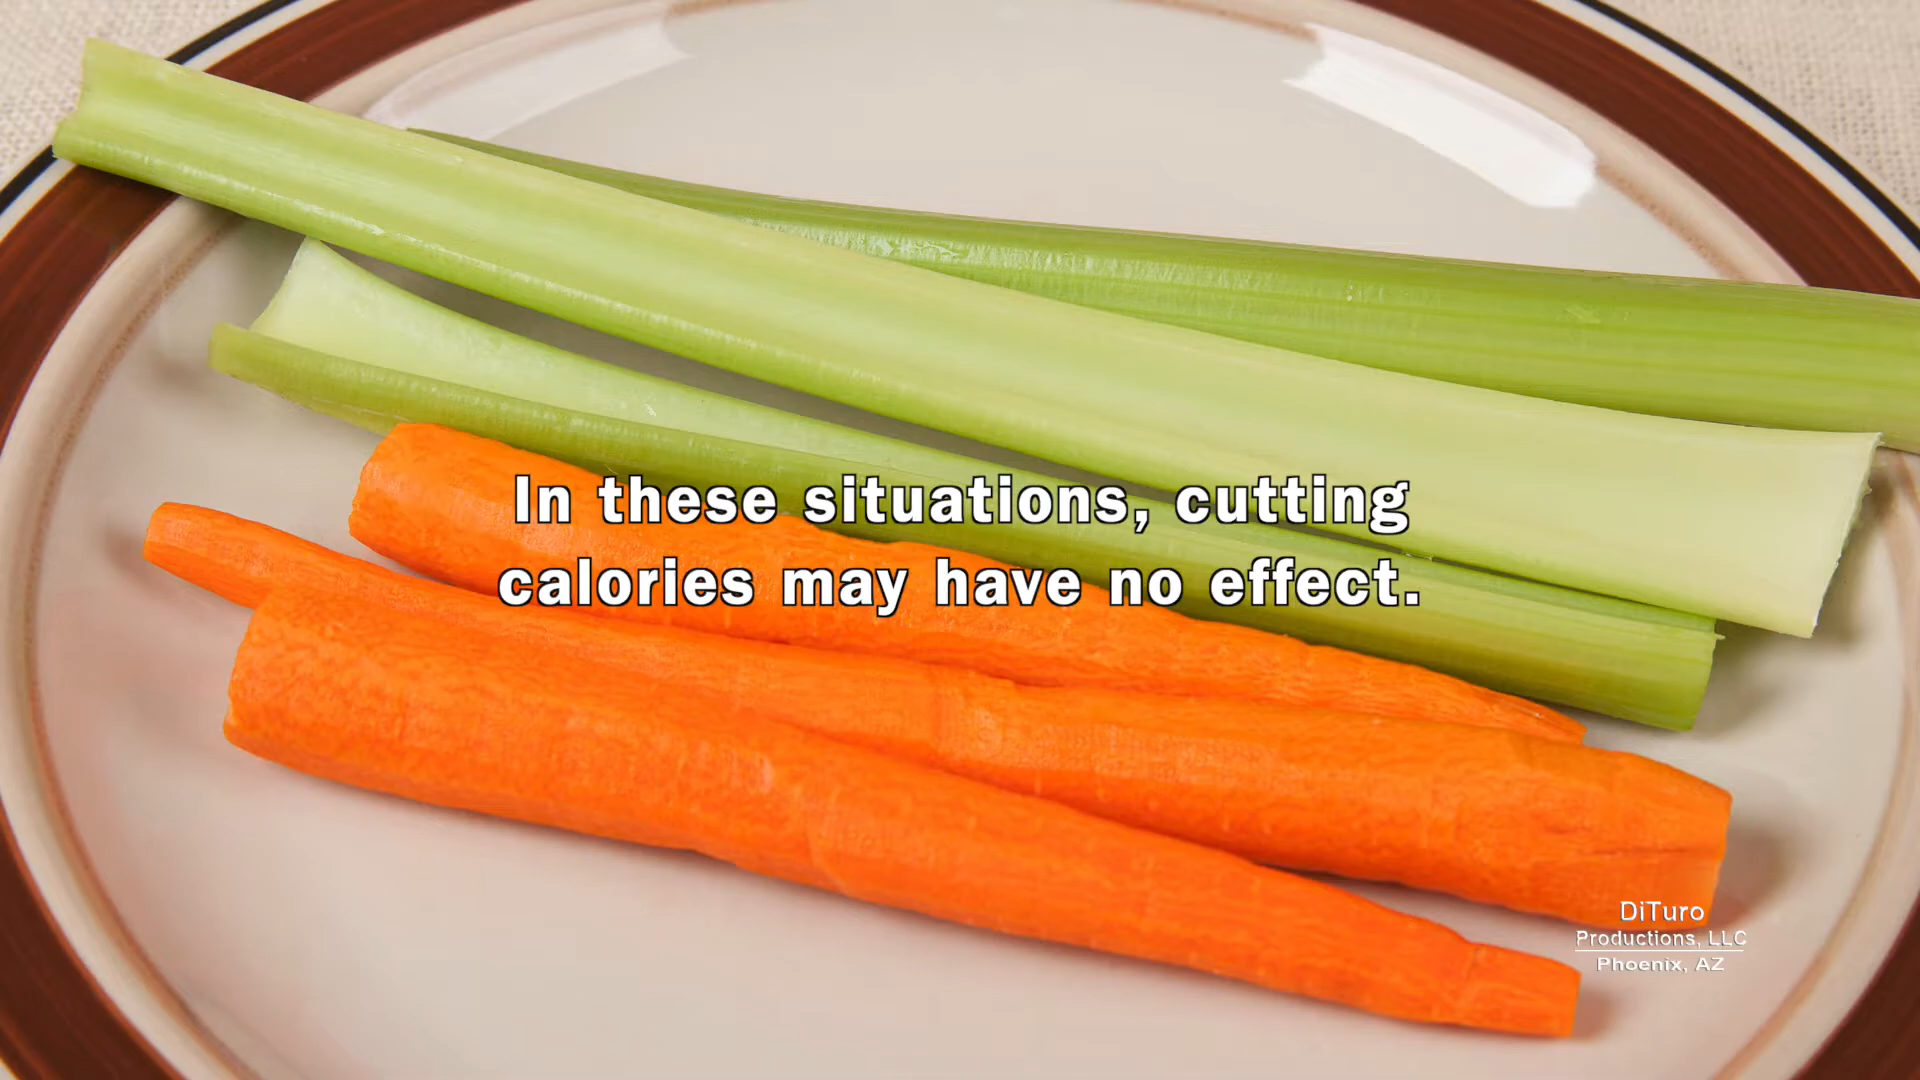 In these situations, cutting
calories may have no effect.
DiTuro
Productions, LLC
Phoenix, AZ